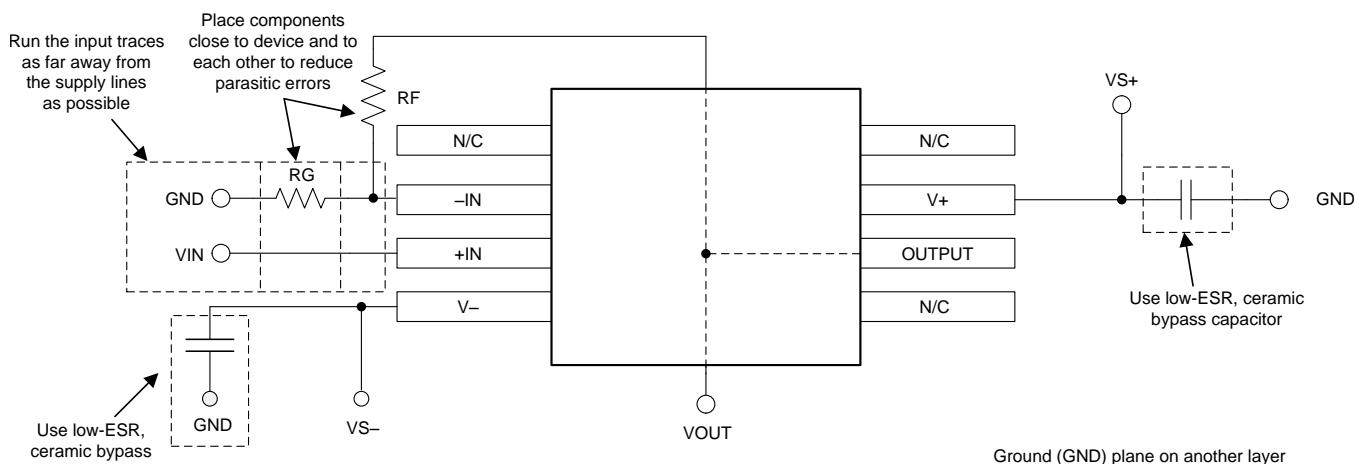 Place components
close to device and to
each other to reduce
parasitic errors
Run the input traces
as far away from
the supply lines
as possible
RF
VS+
N/C
N/C
RG
GND
–IN
V+
GND
VIN
+IN
OUTPUT
V–
N/C
Use low-ESR, ceramic
bypass capacitor
GND
VS–
VOUT
Use low-ESR,
ceramic bypass
Ground (GND) plane on another layer